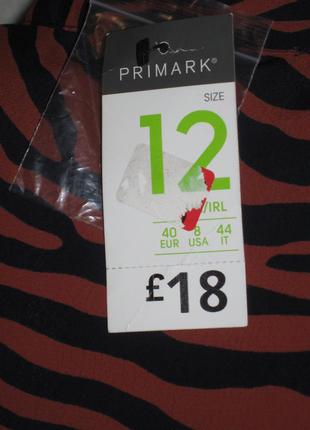 PRIMARK®
SIZE
12
/IRL
40 8 44
EUR USA IT
£18